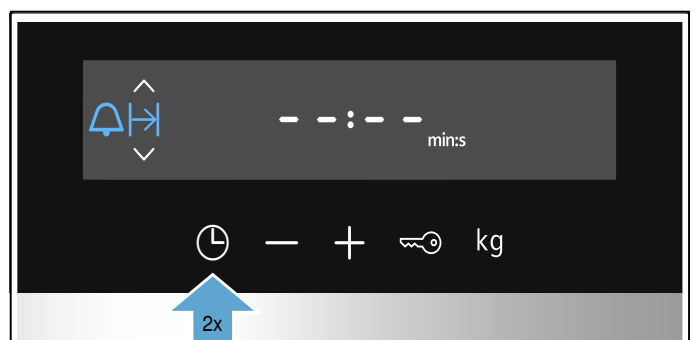 – –:– –
min:s
kg
2x